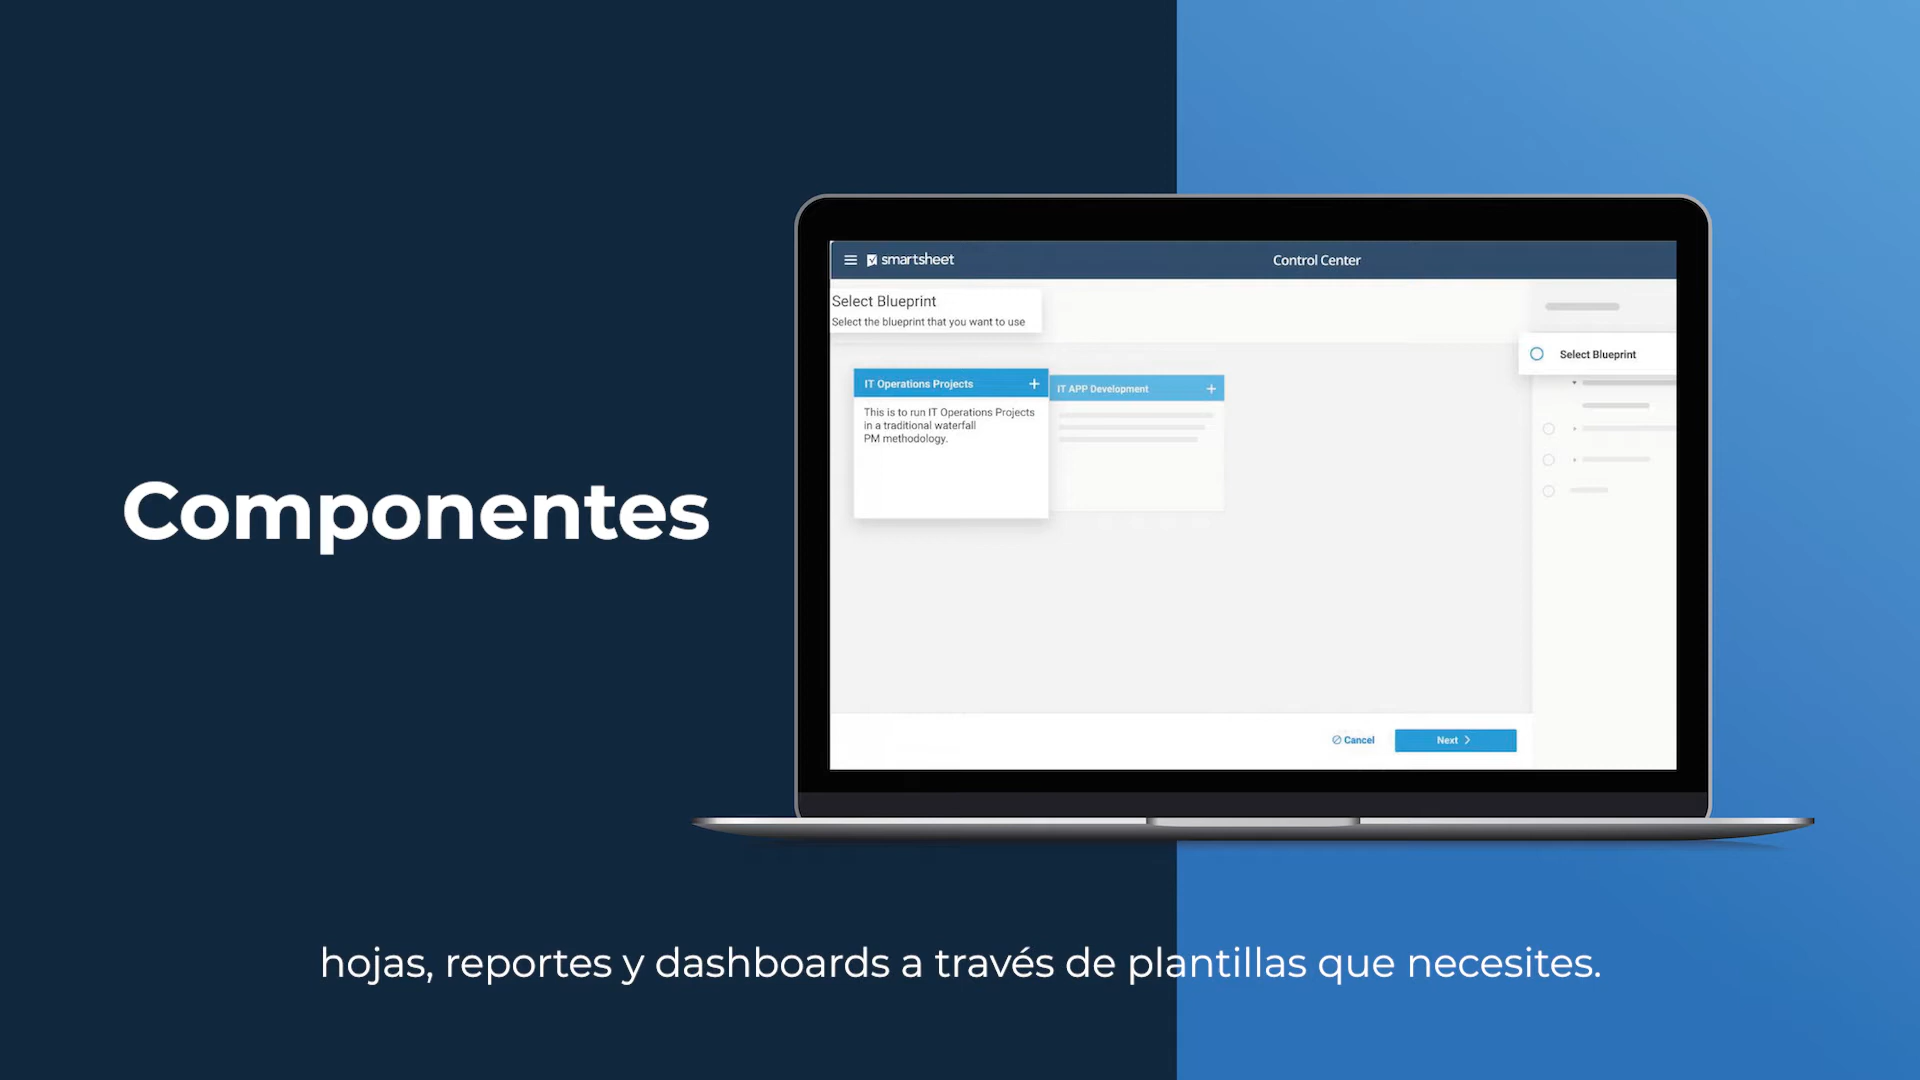 Componentes
smartsheet
Control Center
Select Blueprint
Select the blueprint that you want to use
Select Blueprint
IT Operations Projects
This is to run IT Operations Projects
in a traditional waterfall
PM methodology.
IT APP Development
Cancel
Next
hojas, reportes y dashboards a través de plantillas que necesites.